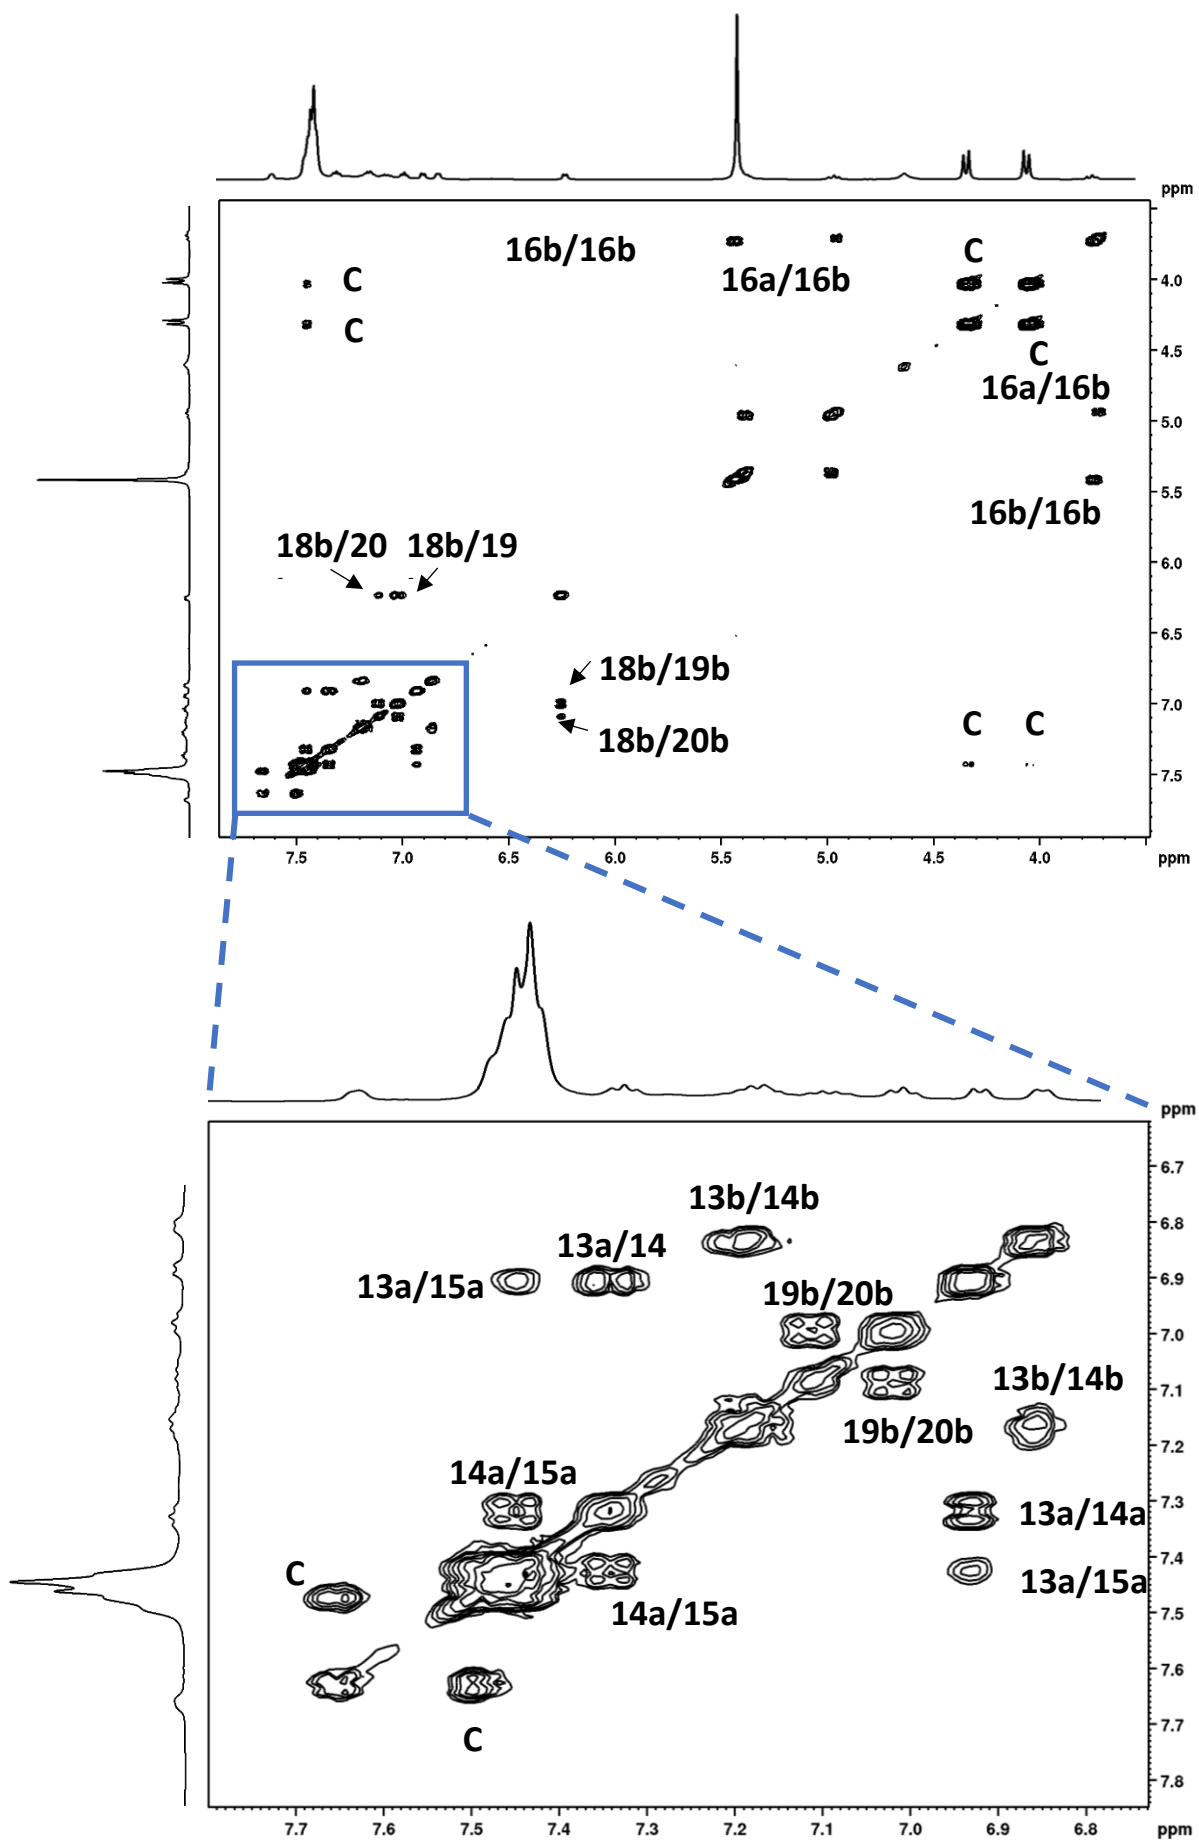 ppm
16b/16b
C
16a/16b
C
4.0
C
4.5
C
16a/16b
5.0
5.5
16b/16b
18b/20
18b/19
6.0
6.5
18b/19b
7.0
C
C
18b/20b
7.5
7.5
7.0
6.5
6.0
5.5
5.0
4.5
4.0
ppm
ppm
6.7
13b/14b
6.8
13a/14
13a/15a
6.9
19b/20b
7.0
13b/14b
7.1
19b/20b
7.2
14a/15a
7.3
13a/14a
7.4
C
13a/15a
14a/15a
7.5
7.6
7.7
C
7.8
7.7
7.6
7.5
7.4
7.3
7.2
7.1
7.0
6.9
6.8
ppm